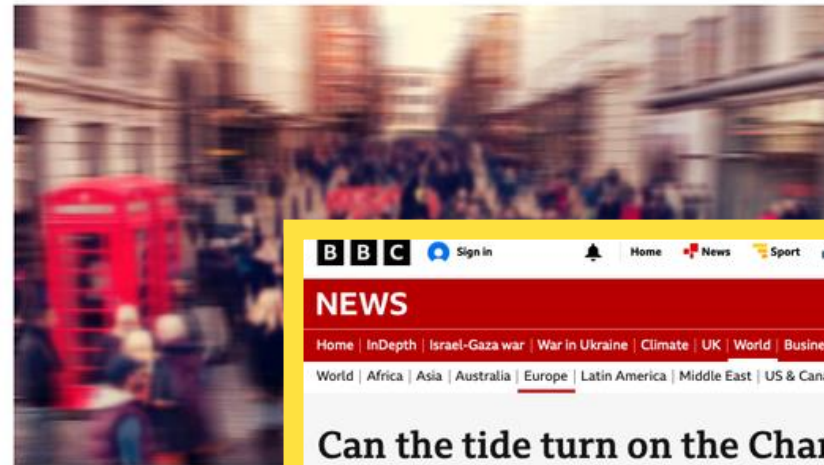 BBC Sign in Home News Sport
NEWS
Home | InDepth | Israel-Gaza war | War in Ukraine | Climate | UK | World |
World | Africa | Asia | Australia | Europe | Latin America | Middle East | US &
Can the tide turn on the